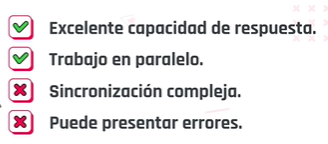 Excelente capacidad de respuesta.
Trabajo en paralelo.
Sincronización compleja.
Puede presentar errores.